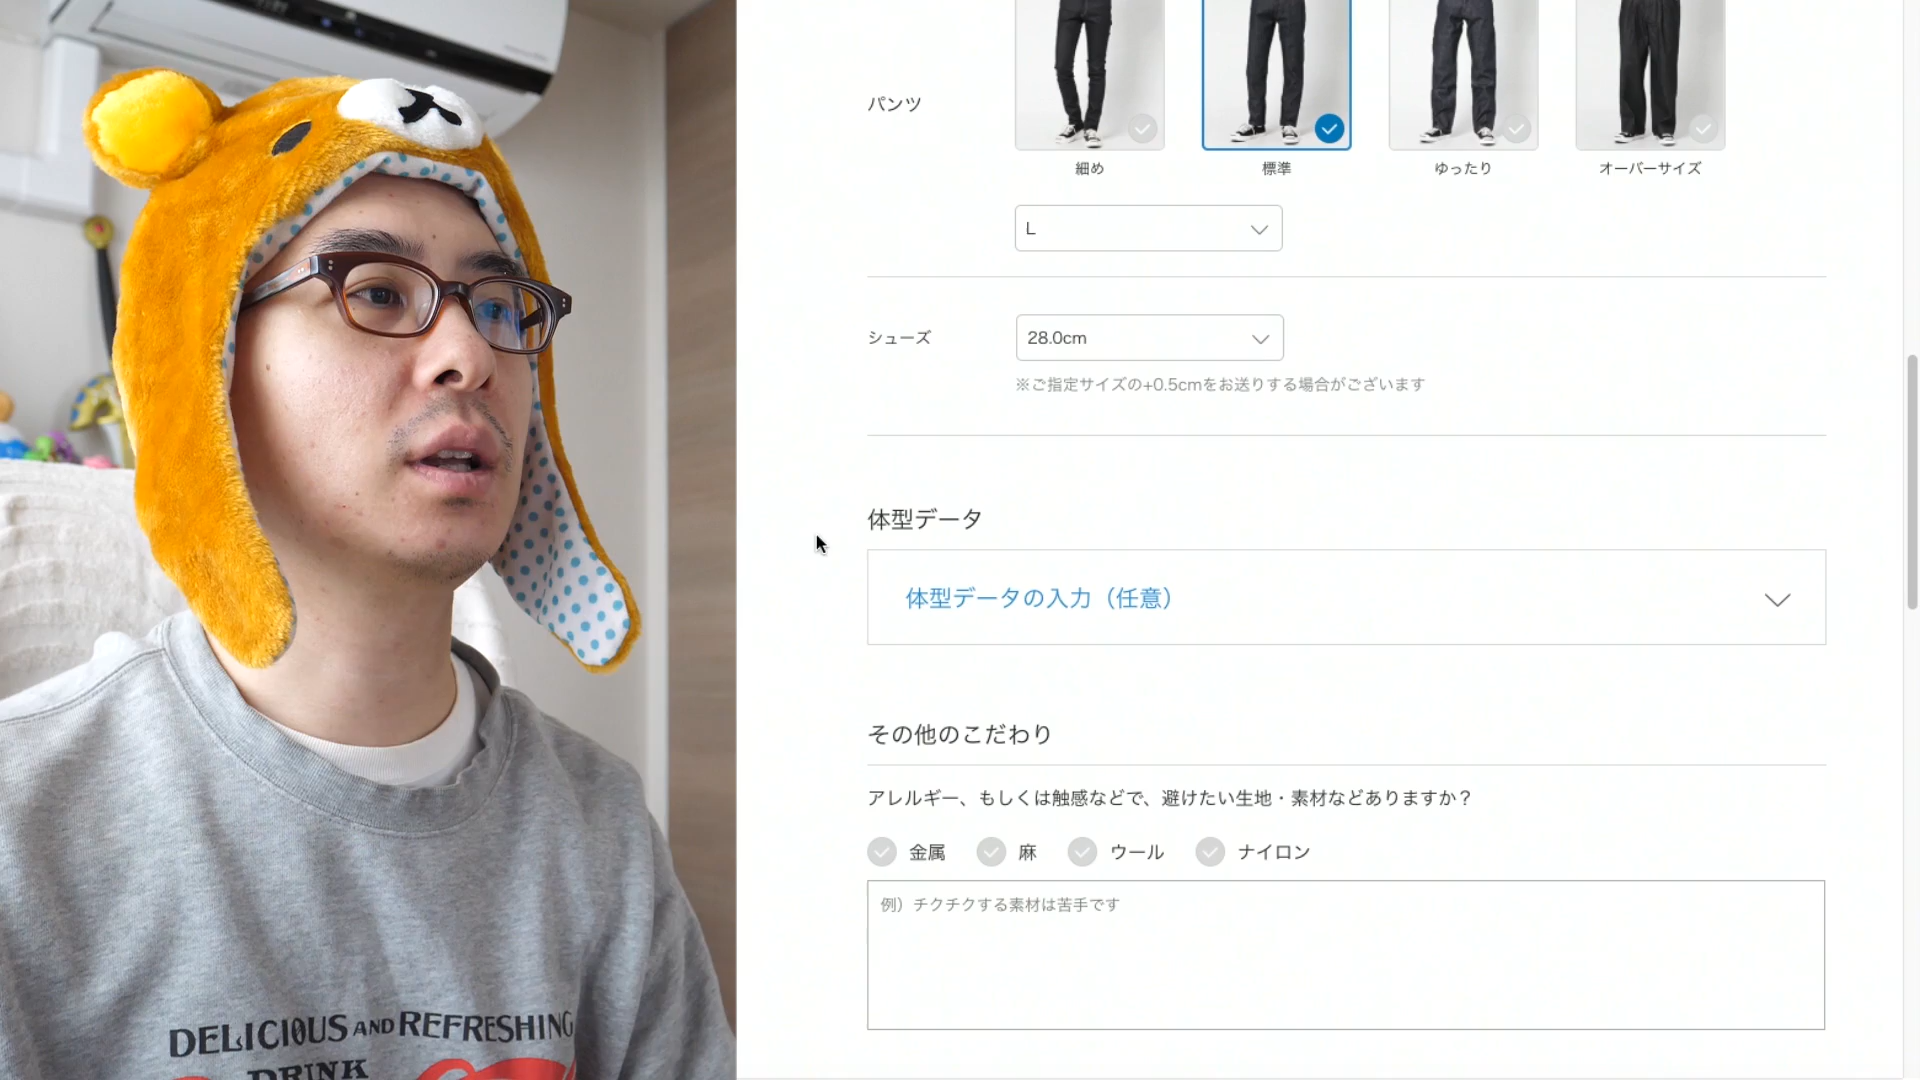 パンツ
細め
標準
ゆったり
オーバーサイズ
L
シューズ
28.0cm
※ご指定サイズの+0.5cmをお送りする場合がございます
体型データ
体型データの入力（任意）
その他のこだわり
アレルギー、もしくは触感などで、避けたい生地・素材などありますか？
金属
麻
ウール
ナイロン
例）チクチクする素材は苦手です
DELICIOUS AND REFRESHING
DRINK